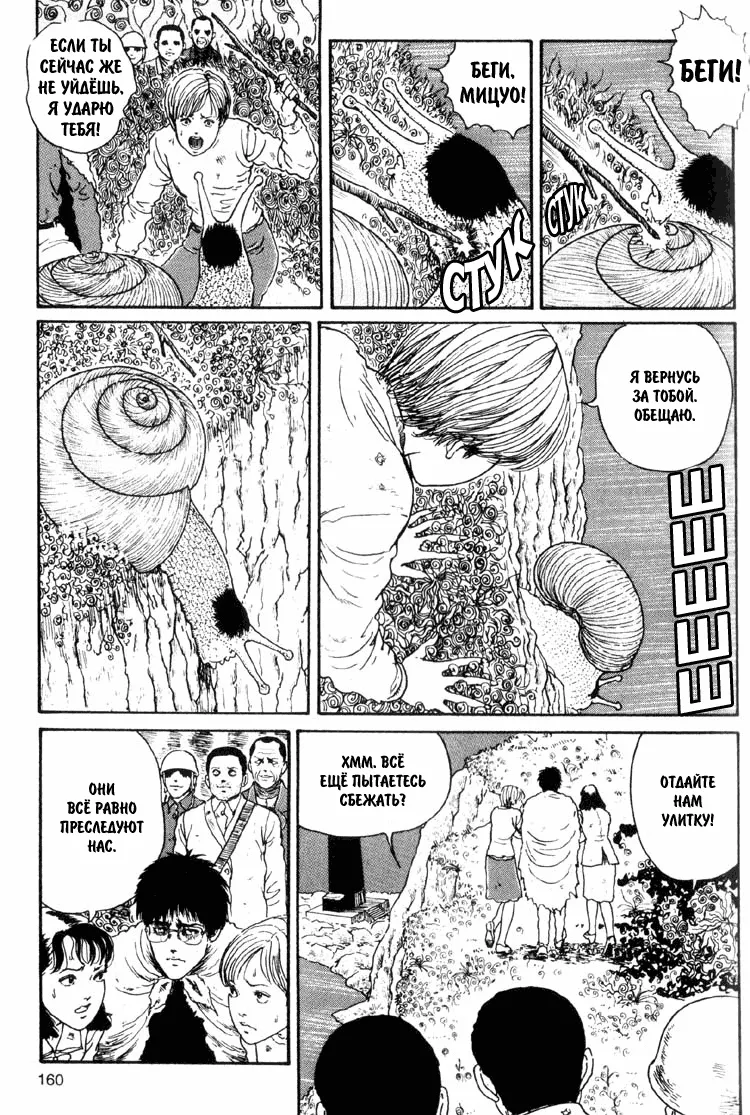 ЕСЛИ ТЫ
СЕЙЧАС ЖЕ
НЕ УЙДЁШЬ,
Я УДАРЮ
ТЕБЯ!
БЕГИ,
МИЦУО!
СТУК
БЕГИ!
СТУК
Я ВЕРНУСЬ
ЗА ТОБОЙ.
ОБЕЩАЮ.
ЕЕЕЕЕ
ЕЕЕЕЕ
ОНИ
ВСЁ РАВНО
ПРЕСЛЕДУЮТ
НАС.
ХММ. ВСЁ
ЕЩЁ ПЫТАЕТЕСЬ
СБЕЖАТЬ?
ОТДАЙТЕ
НАМ
УЛИТКУ!
160